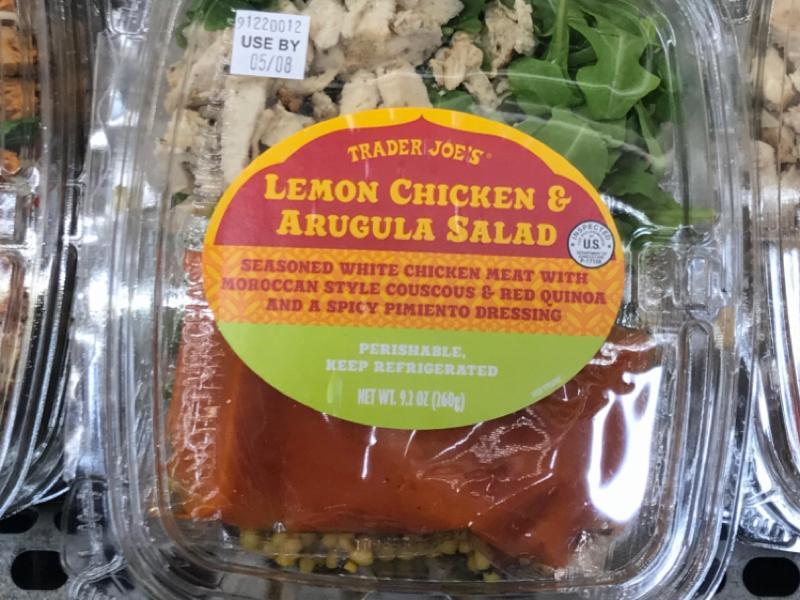 91220012
USE BY
05/08
TRADER JOE'S
LEMON CHICKEN &
ARUGULA SALAD
INSPECTED
U.S.
SEASONED WHITE CHICKEN MEAT WITH
MOROCCAN STYLE COUSCOUS & RED QUINOA
AND A SPICY PIMIENTO DRESSING
PERISHABLE,
KEEP REFRIGERATED
NET WT. 9.2 OZ (260g)